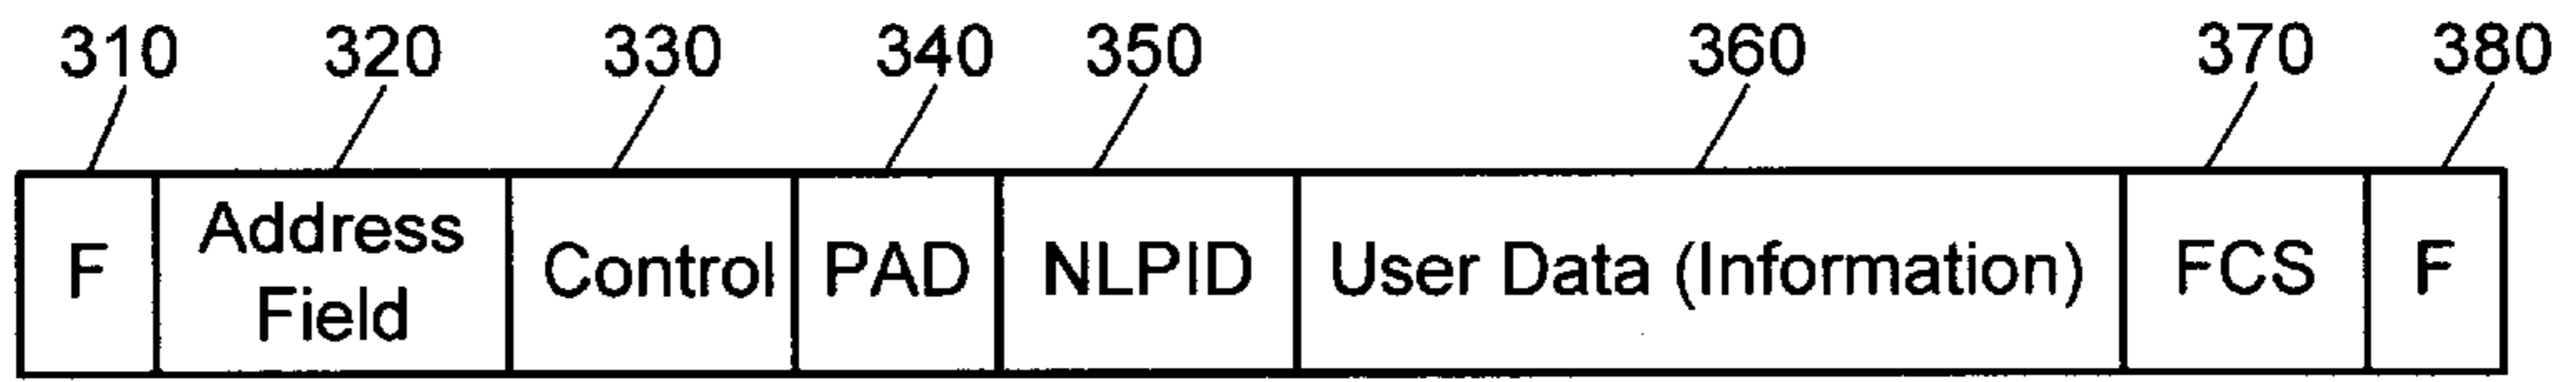 310 320 330 340 350 360 370 380
F Address Field Control PAD NLPID User Data (Information) FCS F